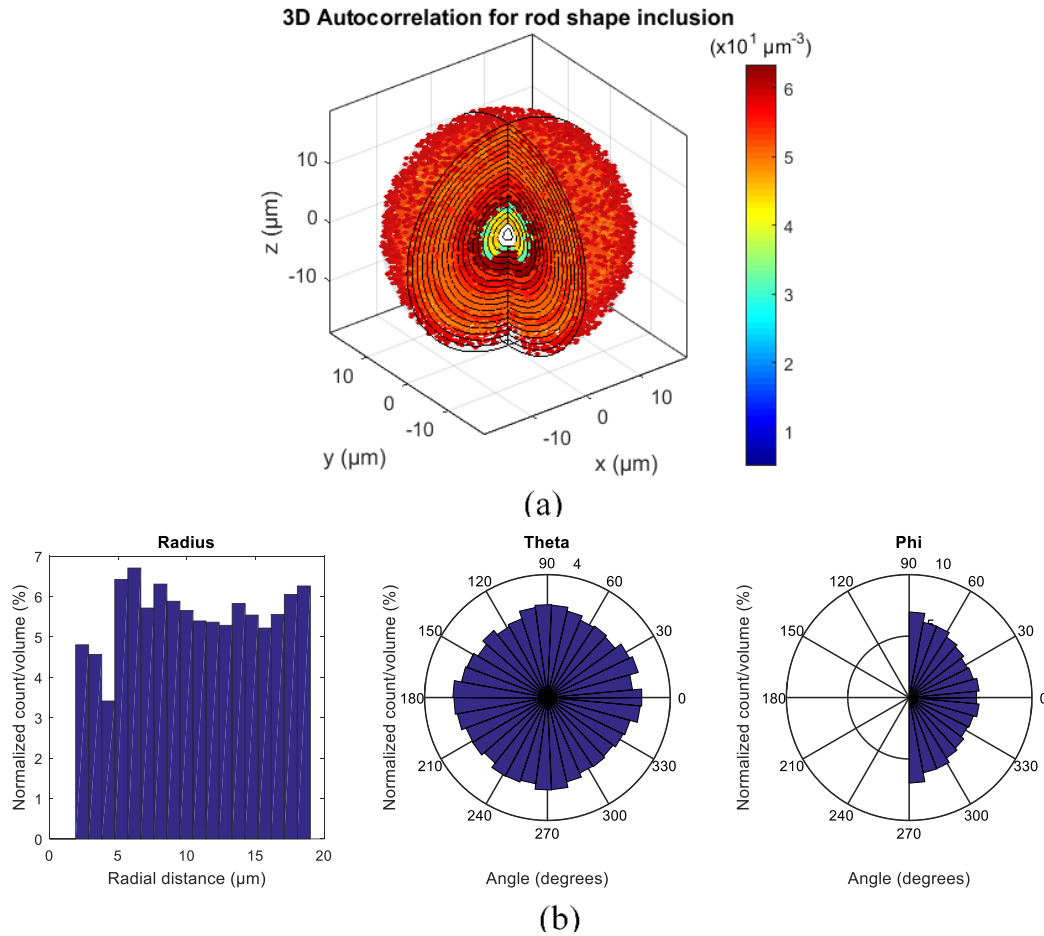 3D Autocorrelation for rod shape inclusion
(x10¹ µm⁻³)
6
5
4
3
2
1
z (µm)
10
0
-10
10
0
-10
y (µm)
-10
0
10
x (µm)
(a)
Radius
Normalized count/volume (%)
7
6
5
4
3
2
1
0
0 5 10 15 20
Radial distance (µm)
Theta
Normalized count/volume (%)
90 4
120 60
150 30
180 0
210 330
240 300
270
Angle (degrees)
Phi
Normalized count/volume (%)
90 10
120 60
5
150 30
180 0
210 330
240 300
270
Angle (degrees)
(b)